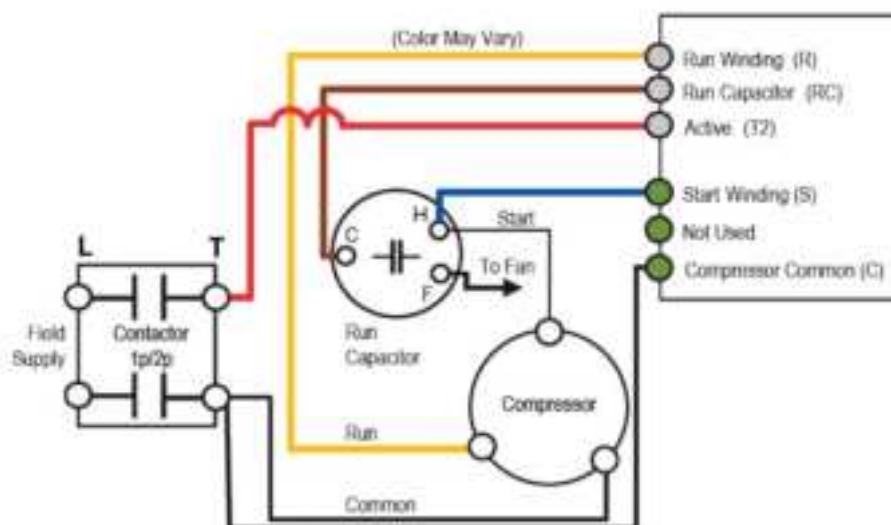 (Color May Vary)
Run Winding (R)
Run Capacitor (RC)
Active (T2)
Start Winding (S)
Not Used
Compressor Common (C)
H
Start
C
To Fan
F
L
T
Field
Supply
Contactor
1p/2p
Run
Capacitor
Compressor
Run
Common